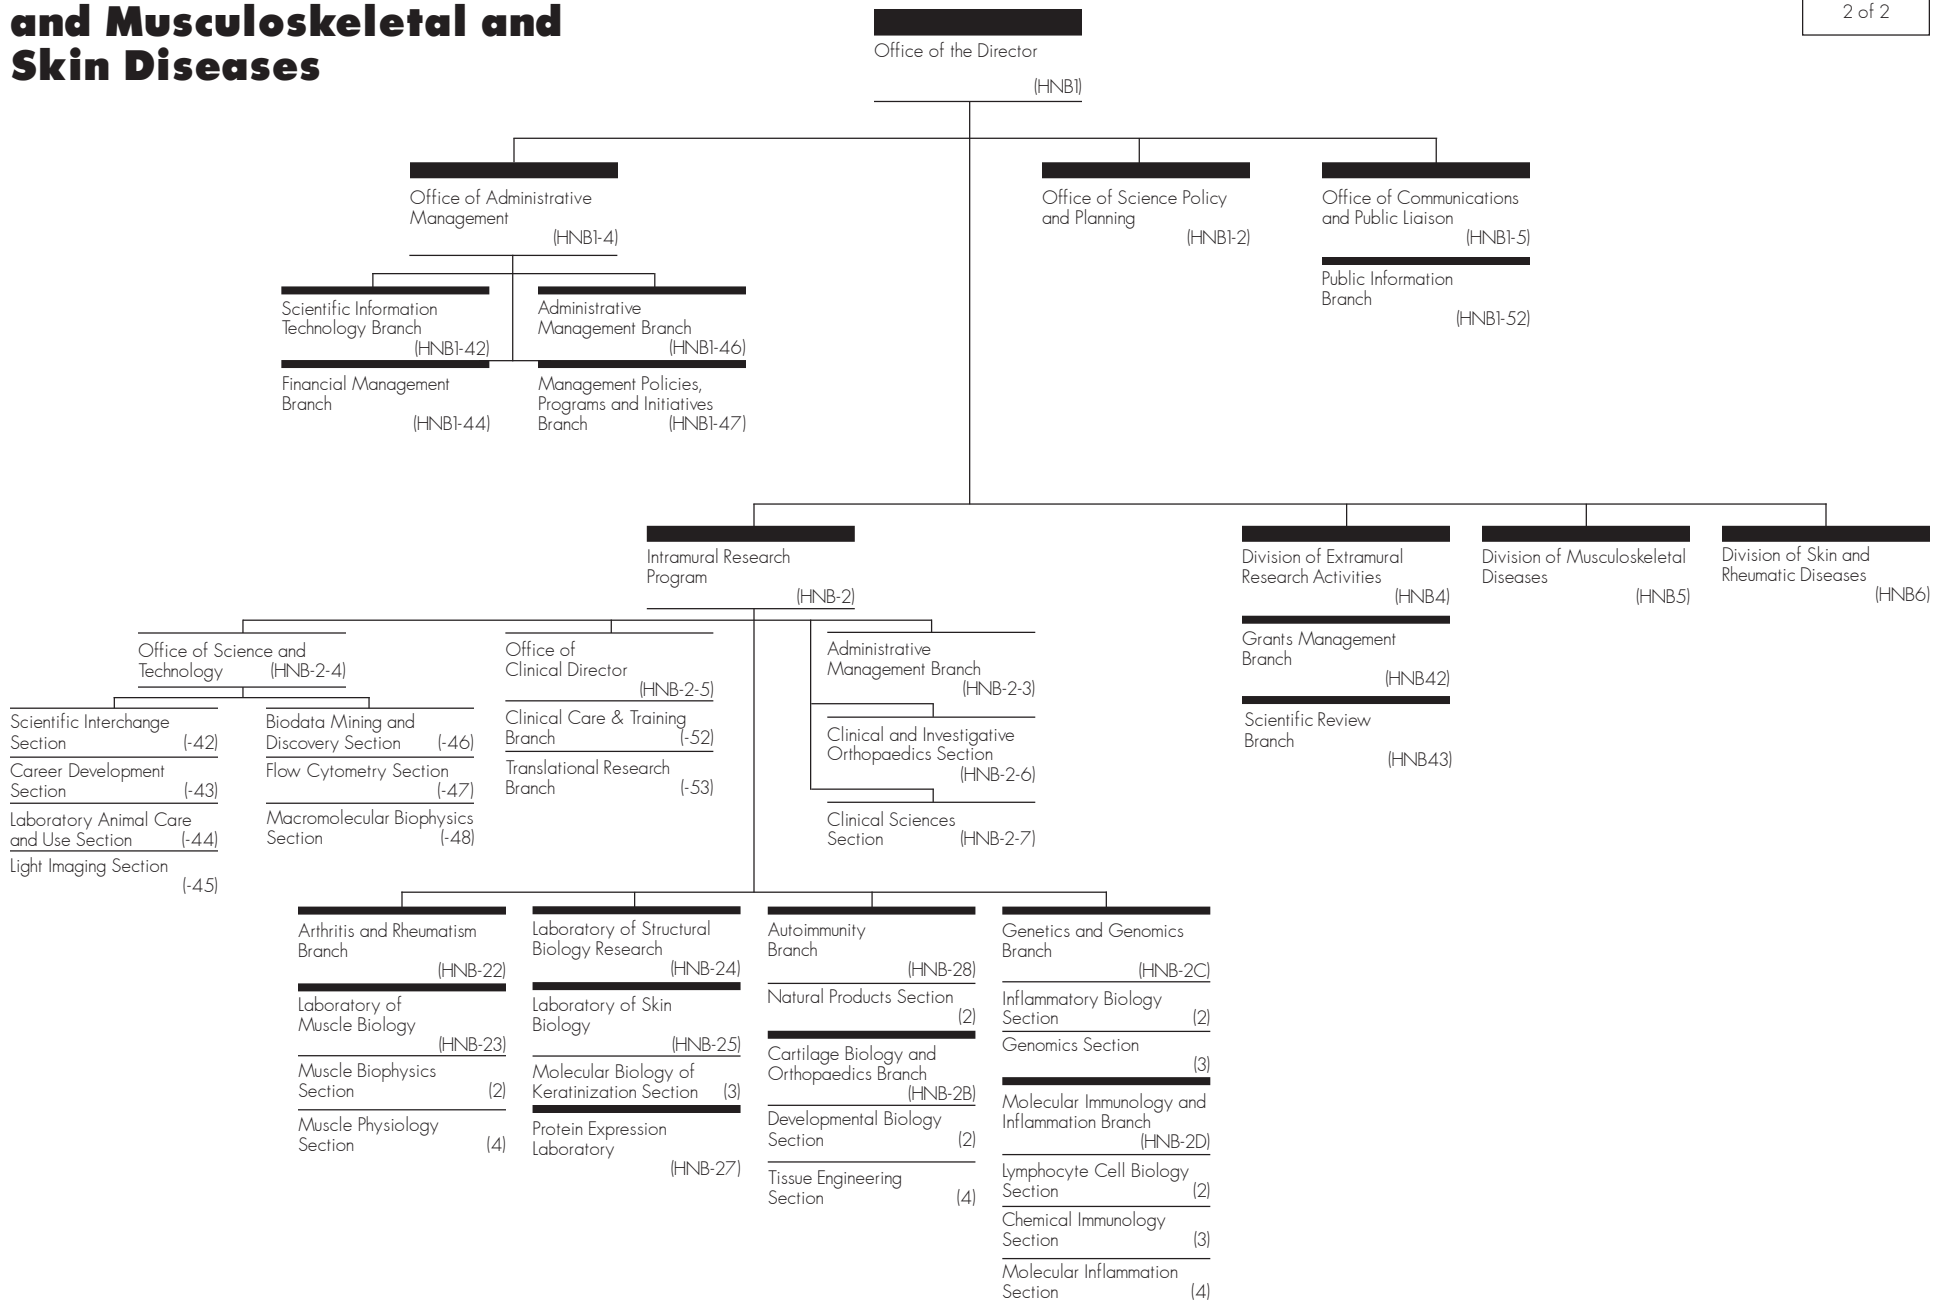 and Musculoskeletal and
Skin Diseases
2 of 2
Office of the Director
(HNB1)
Office of Administrative
Management
(HNB1-4)
Office of Science Policy
and Planning
(HNB1-2)
Office of Communications
and Public Liaison
(HNB1-5)
Public Information
Branch
(HNB1-52)
Scientific Information
Technology Branch
(HNB1-42)
Administrative
Management Branch
(HNB1-46)
Financial Management
Branch
(HNB1-44)
Management Policies,
Programs and Initiatives
Branch (HNB1-47)
Intramural Research
Program
(HNB-2)
Division of Extramural
Research Activities
(HNB4)
Grants Management
Branch
(HNB42)
Scientific Review
Branch
(HNB43)
Division of Musculoskeletal
Diseases
(HNB5)
Division of Skin and
Rheumatic Diseases
(HNB6)
Office of Science and
Technology (HNB-2-4)
Scientific Interchange
Section (-42)
Career Development
Section (-43)
Laboratory Animal Care
and Use Section (-44)
Light Imaging Section
(-45)
Biodata Mining and
Discovery Section (-46)
Flow Cytometry Section
(-47)
Macromolecular Biophysics
Section (-48)
Office of
Clinical Director
(HNB-2-5)
Clinical Care & Training
Branch (-52)
Translational Research
Branch (-53)
Administrative
Management Branch
(HNB-2-3)
Clinical and Investigative
Orthopaedics Section
(HNB-2-6)
Clinical Sciences
Section (HNB-2-7)
Arthritis and Rheumatism
Branch
(HNB-22)
Laboratory of
Muscle Biology
(HNB-23)
Muscle Biophysics
Section (2)
Muscle Physiology
Section (4)
Laboratory of Structural
Biology Research
(HNB-24)
Laboratory of Skin
Biology
(HNB-25)
Molecular Biology of
Keratinization Section (3)
Protein Expression
Laboratory
(HNB-27)
Autoimmunity
Branch
(HNB-28)
Natural Products Section
(2)
Cartilage Biology and
Orthopaedics Branch
(HNB-2B)
Developmental Biology
Section (2)
Tissue Engineering
Section (4)
Genetics and Genomics
Branch
(HNB-2C)
Inflammatory Biology
Section (2)
Genomics Section
(3)
Molecular Immunology and
Inflammation Branch
(HNB-2D)
Lymphocyte Cell Biology
Section (2)
Chemical Immunology
Section (3)
Molecular Inflammation
Section (4)